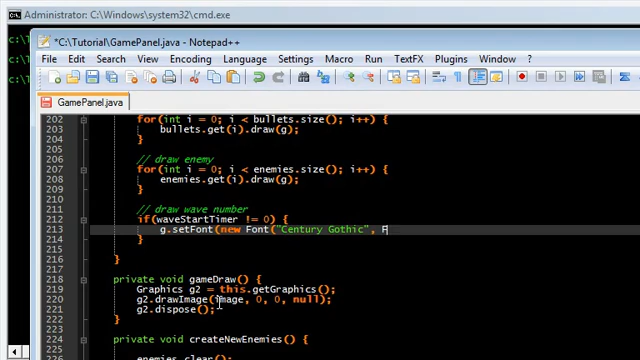 Administrator: C:\Windows\system32\cmd.exe
*C:\Tutorial\GamePanel.java - Notepad++
File Edit Search View Encoding Language Settings Macro Run TextFX Plugins Window ?
GamePanel.java
202 for(int i = 0; i < bullets.size(); i++) {
203 bullets.get(i).draw(g);
204 }
205
206 // draw enemy
207 for(int i = 0; i < enemies.size(); i++) {
208 enemies.get(i).draw(g);
209 }
210
211 // draw wave number
212 if(waveStartTimer != 0) {
213 g.setFont(new Font("Century Gothic", F
214 }
215
216 }
217
218 private void gameDraw() {
219 Graphics g2 = this.getGraphics();
220 g2.drawImage(image, 0, 0, null);
221 g2.dispose();
222 }
223
224 private void createNewEnemies() {
225
226 enemies.clear();